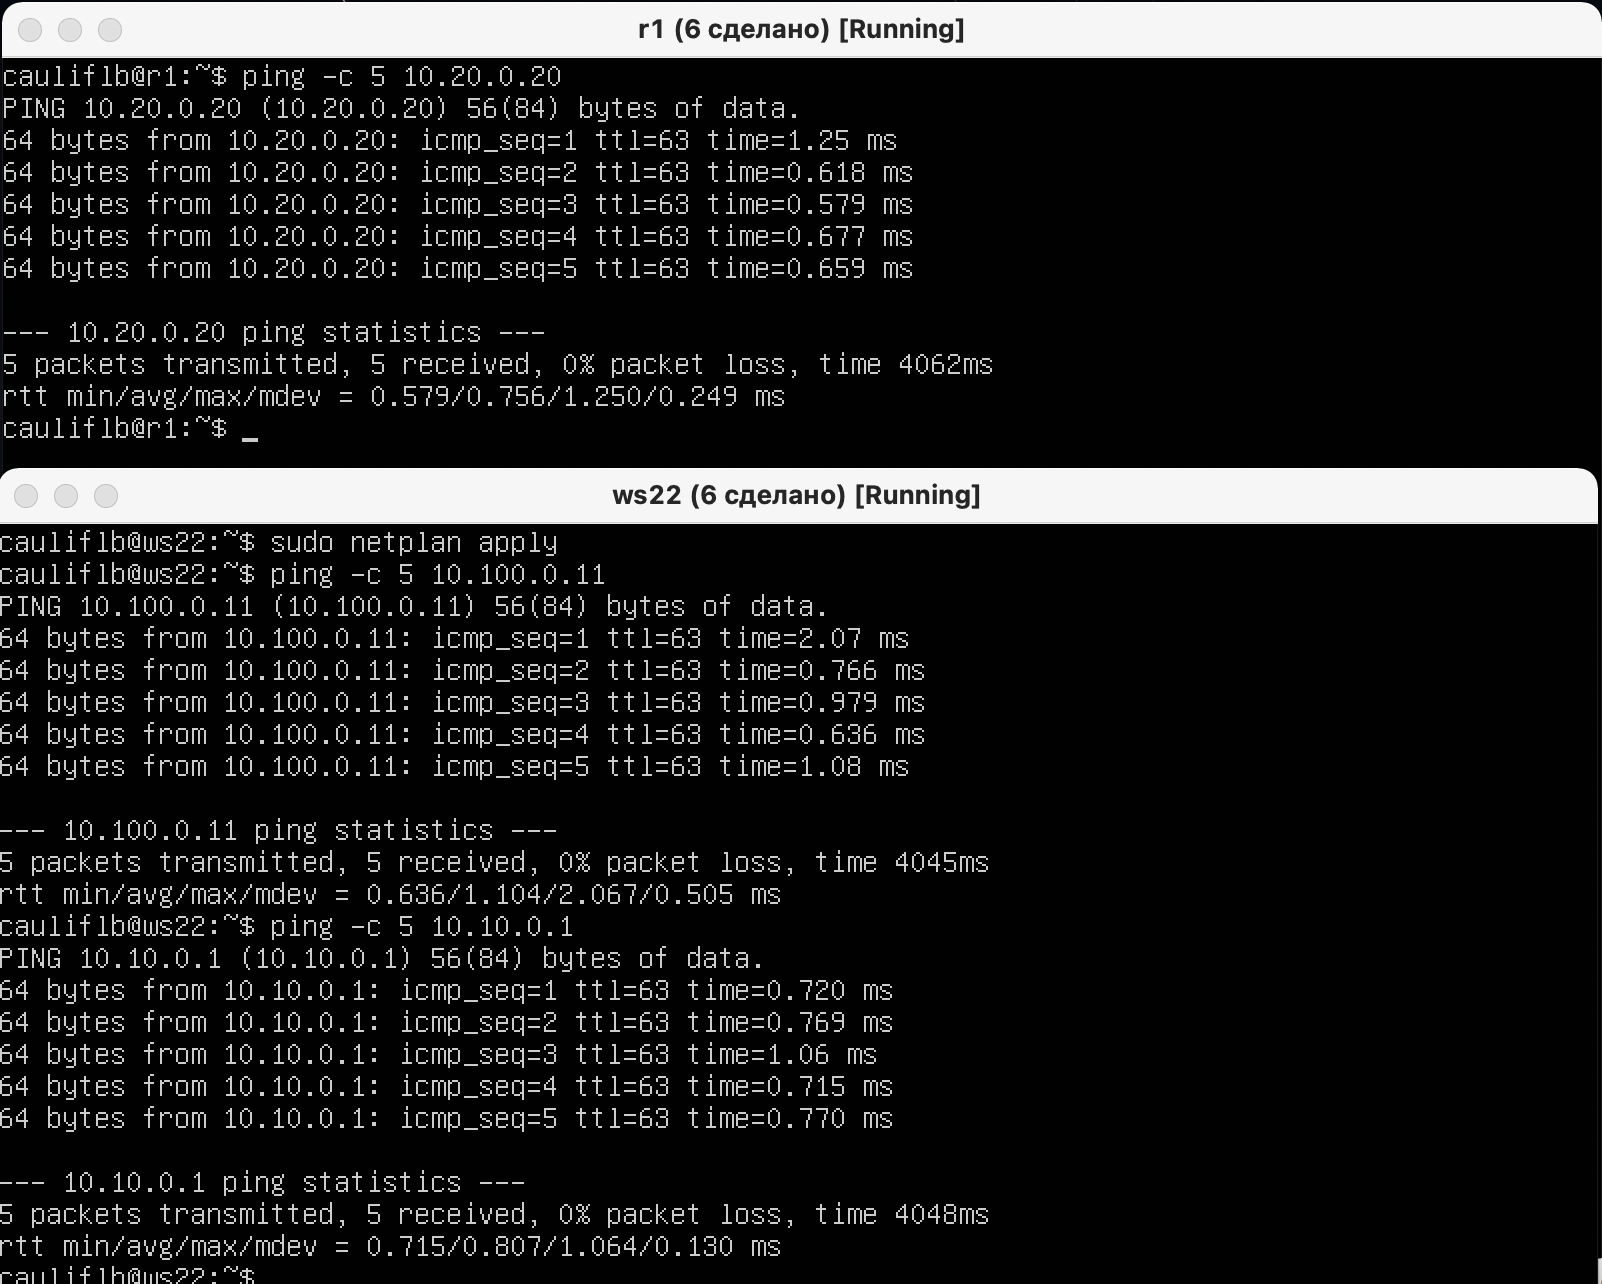 r1 (6 сделано) [Running]
cauliflb@r1:~$ ping -c 5 10.20.0.20
PING 10.20.0.20 (10.20.0.20) 56(84) bytes of data.
64 bytes from 10.20.0.20: icmp_seq=1 ttl=63 time=1.25 ms
64 bytes from 10.20.0.20: icmp_seq=2 ttl=63 time=0.618 ms
64 bytes from 10.20.0.20: icmp_seq=3 ttl=63 time=0.579 ms
64 bytes from 10.20.0.20: icmp_seq=4 ttl=63 time=0.677 ms
64 bytes from 10.20.0.20: icmp_seq=5 ttl=63 time=0.659 ms
--- 10.20.0.20 ping statistics ---
5 packets transmitted, 5 received, 0% packet loss, time 4062ms
rtt min/avg/max/mdev = 0.579/0.756/1.250/0.249 ms
cauliflb@r1:~$ _
ws22 (6 сделано) [Running]
cauliflb@ws22:~$ sudo netplan apply
cauliflb@ws22:~$ ping -c 5 10.100.0.11
PING 10.100.0.11 (10.100.0.11) 56(84) bytes of data.
64 bytes from 10.100.0.11: icmp_seq=1 ttl=63 time=2.07 ms
64 bytes from 10.100.0.11: icmp_seq=2 ttl=63 time=0.766 ms
64 bytes from 10.100.0.11: icmp_seq=3 ttl=63 time=0.979 ms
64 bytes from 10.100.0.11: icmp_seq=4 ttl=63 time=0.636 ms
64 bytes from 10.100.0.11: icmp_seq=5 ttl=63 time=1.08 ms
--- 10.100.0.11 ping statistics ---
5 packets transmitted, 5 received, 0% packet loss, time 4045ms
rtt min/avg/max/mdev = 0.636/1.104/2.067/0.505 ms
cauliflb@ws22:~$ ping -c 5 10.10.0.1
PING 10.10.0.1 (10.10.0.1) 56(84) bytes of data.
64 bytes from 10.10.0.1: icmp_seq=1 ttl=63 time=0.720 ms
64 bytes from 10.10.0.1: icmp_seq=2 ttl=63 time=0.769 ms
64 bytes from 10.10.0.1: icmp_seq=3 ttl=63 time=1.06 ms
64 bytes from 10.10.0.1: icmp_seq=4 ttl=63 time=0.715 ms
64 bytes from 10.10.0.1: icmp_seq=5 ttl=63 time=0.770 ms
--- 10.10.0.1 ping statistics ---
5 packets transmitted, 5 received, 0% packet loss, time 4048ms
rtt min/avg/max/mdev = 0.715/0.807/1.064/0.130 ms
cauliflb@ws22:~$